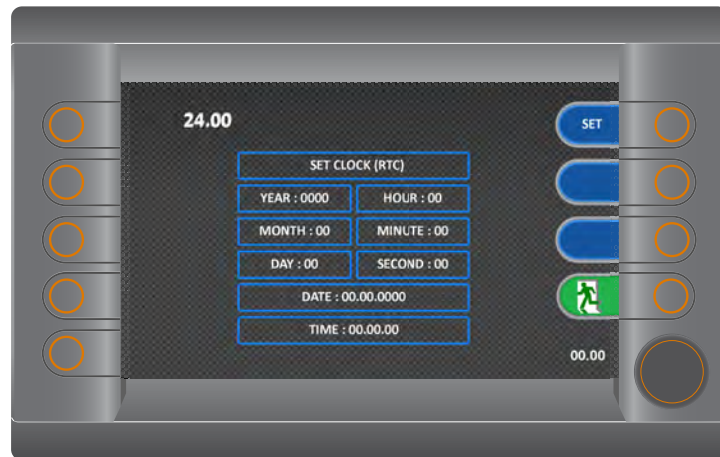 24.00
SET
SET CLOCK (RTC)
YEAR : 0000
HOUR : 00
MONTH : 00
MINUTE : 00
DAY : 00
SECOND : 00
DATE : 00.00.0000
TIME : 00.00.00
00.00